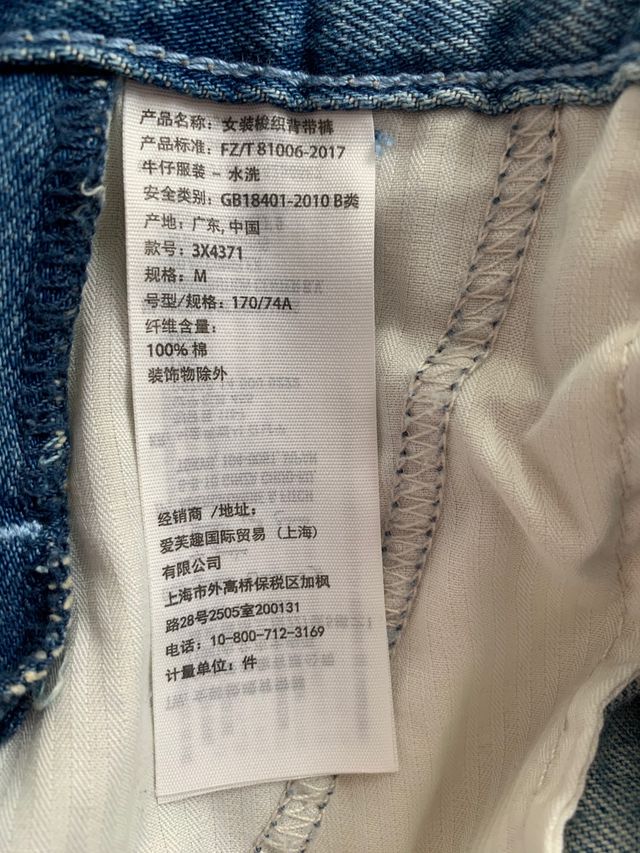 产品名称: 女装梭织背带裤
产品标准: FZ/T 81006-2017
牛仔服装 - 水洗
安全类别: GB18401-2010 B类
产地: 广东, 中国
款号: 3X4371
规格: M
号型/规格: 170/74A
纤维含量:
100% 棉
装饰物除外
经销商 /地址:
爱芙趣国际贸易 (上海)
有限公司
上海市外高桥保税区加枫
路28号2505室200131
电话: 10-800-712-3169
计量单位: 件